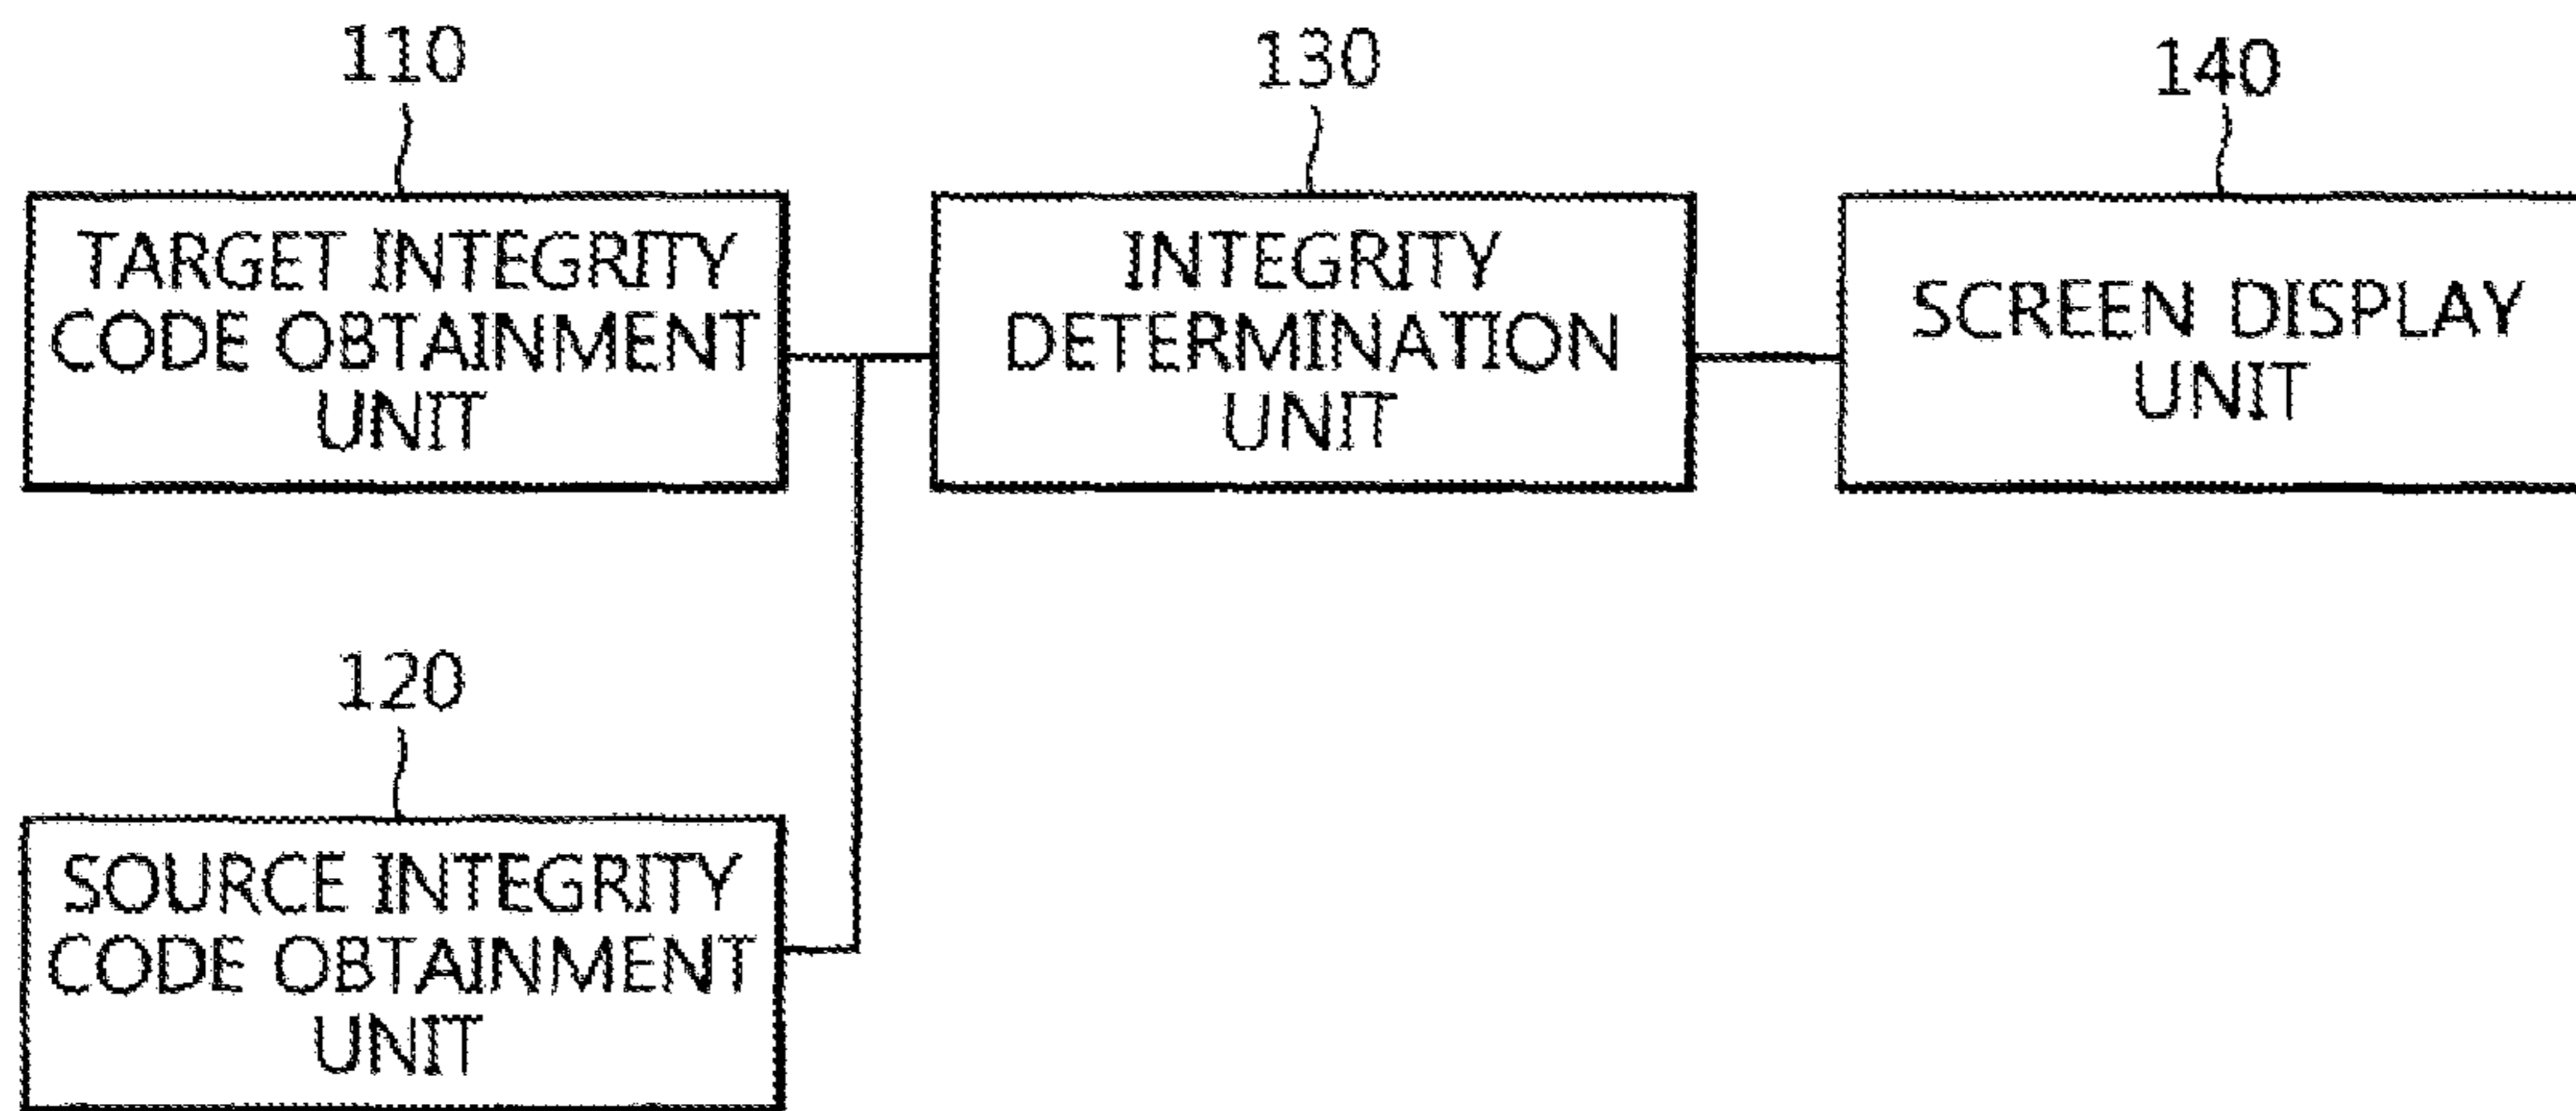 110
TARGET INTEGRITY
CODE OBTAINMENT
UNIT
130
INTEGRITY
DETERMINATION
UNIT
140
SCREEN DISPLAY
UNIT
120
SOURCE INTEGRITY
CODE OBTAINMENT
UNIT